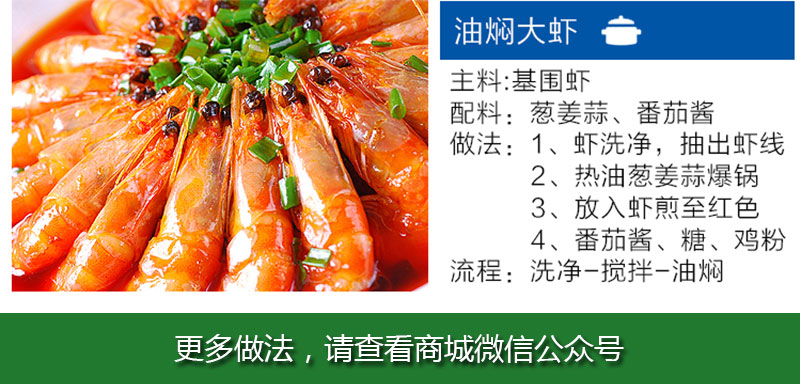 油焖大虾
主料:基围虾
配料：葱姜蒜、番茄酱
做法：1、虾洗净，抽出虾线
2、热油葱姜蒜爆锅
3、放入虾煎至红色
4、番茄酱、糖、鸡粉
流程：洗净-搅拌-油焖
更多做法，请查看商城微信公众号